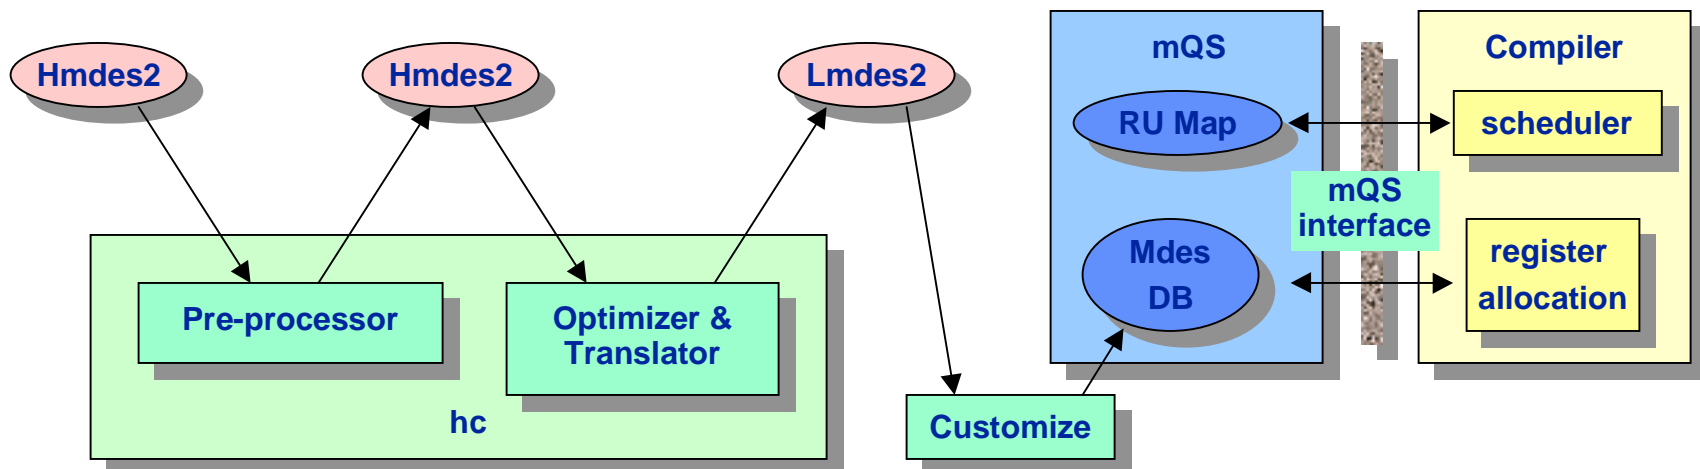 Hmdes2
Hmdes2
Lmdes2
Pre-processor
Optimizer &
Translator
hc
Customize
mQS
RU Map
Mdes
DB
mQS
interface
Compiler
scheduler
register
allocation